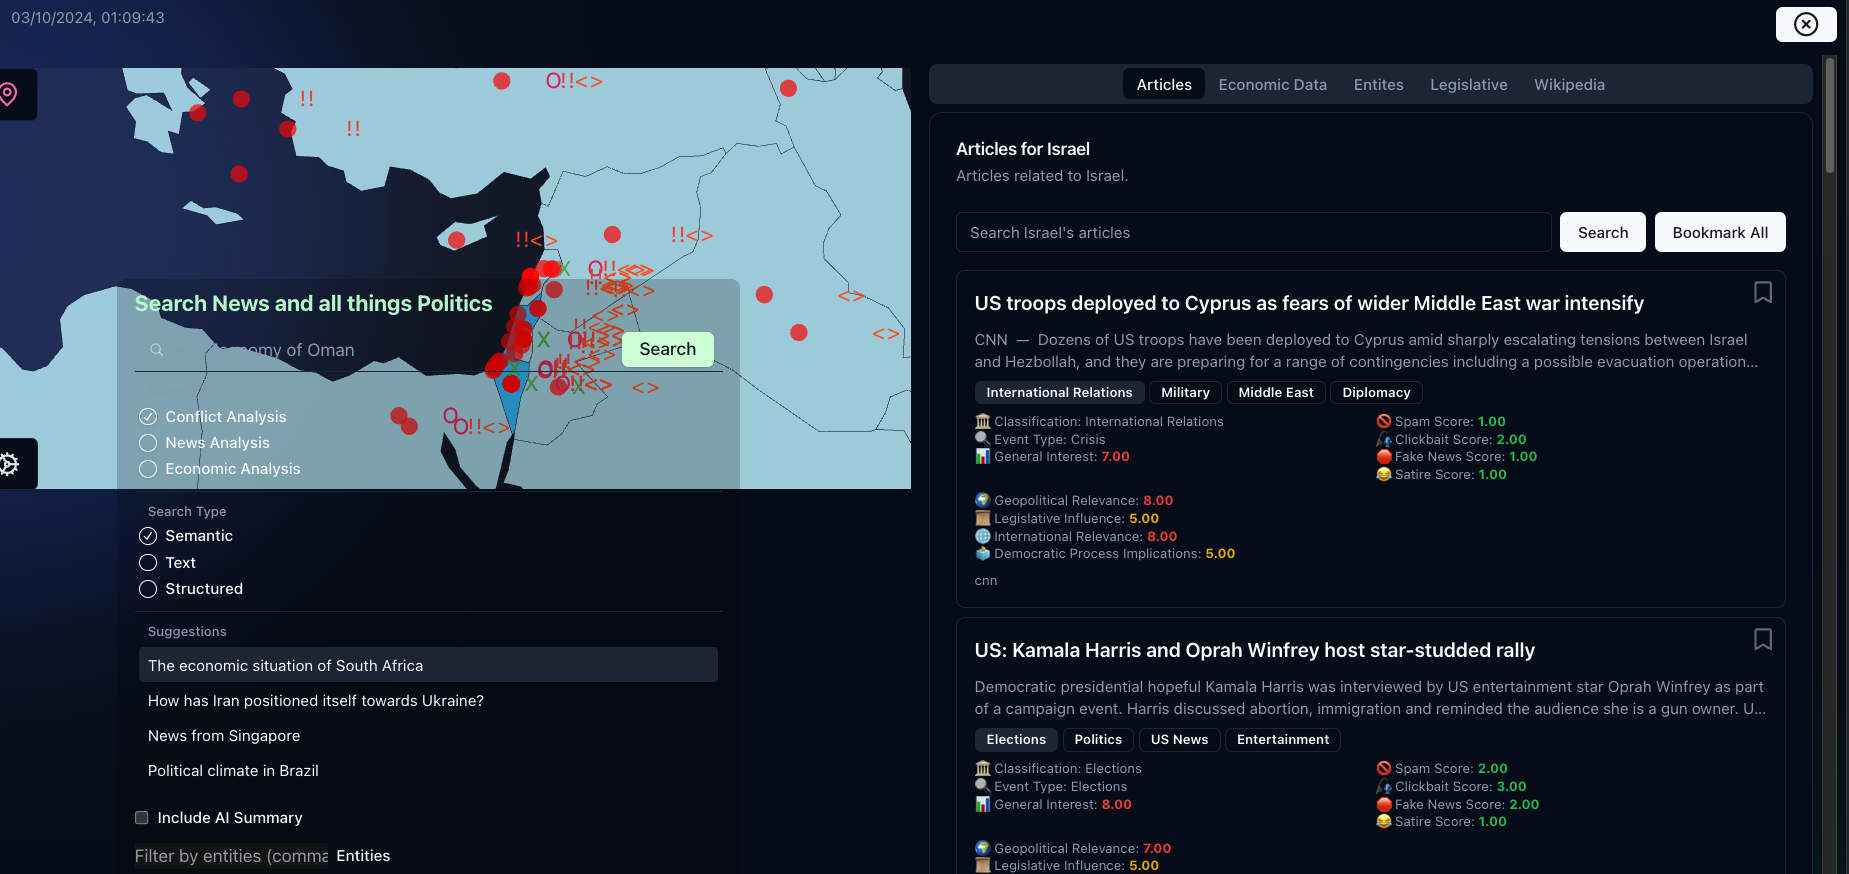 03/10/2024, 01:09:43
Search News and all things Politics
omy of Oman
Search
Conflict Analysis
News Analysis
Economic Analysis
Search Type
Semantic
Text
Structured
Suggestions
The economic situation of South Africa
How has Iran positioned itself towards Ukraine?
News from Singapore
Political climate in Brazil
Include AI Summary
Filter by entities (comma
Entities
Articles
Economic Data
Entites
Legislative
Wikipedia
Articles for Israel
Articles related to Israel.
Search Israel's articles
Search
Bookmark All
US troops deployed to Cyprus as fears of wider Middle East war intensify
CNN — Dozens of US troops have been deployed to Cyprus amid sharply escalating tensions between Israel
and Hezbollah, and they are preparing for a range of contingencies including a possible evacuation operation...
International Relations
Military
Middle East
Diplomacy
Classification: International Relations
Event Type: Crisis
General Interest: 7.00
Spam Score: 1.00
Clickbait Score: 2.00
Fake News Score: 1.00
Satire Score: 1.00
Geopolitical Relevance: 8.00
Legislative Influence: 5.00
International Relevance: 8.00
Democratic Process Implications: 5.00
cnn
US: Kamala Harris and Oprah Winfrey host star-studded rally
Democratic presidential hopeful Kamala Harris was interviewed by US entertainment star Oprah Winfrey as part
of a campaign event. Harris discussed abortion, immigration and reminded the audience she is a gun owner. U...
Elections
Politics
US News
Entertainment
Classification: Elections
Event Type: Elections
General Interest: 8.00
Spam Score: 2.00
Clickbait Score: 3.00
Fake News Score: 2.00
Satire Score: 1.00
Geopolitical Relevance: 7.00
Legislative Influence: 5.00